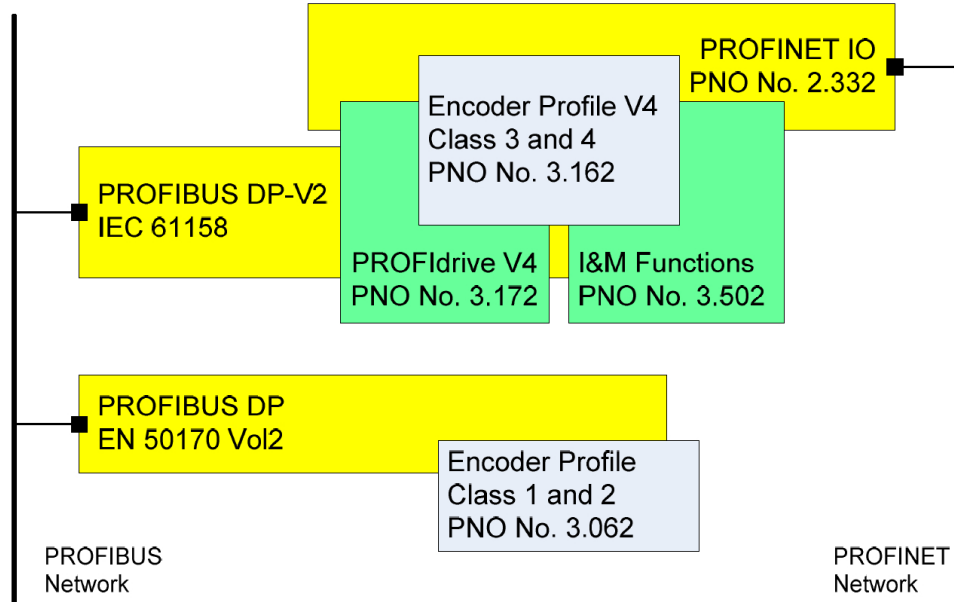 PROFINET IO
PNO No. 2.332
Encoder Profile V4
Class 3 and 4
PNO No. 3.162
PROFIBUS DP-V2
IEC 61158
PROFIdrive V4
PNO No. 3.172
I&M Functions
PNO No. 3.502
PROFIBUS DP
EN 50170 Vol2
Encoder Profile
Class 1 and 2
PNO No. 3.062
PROFIBUS
Network
PROFINET
Network